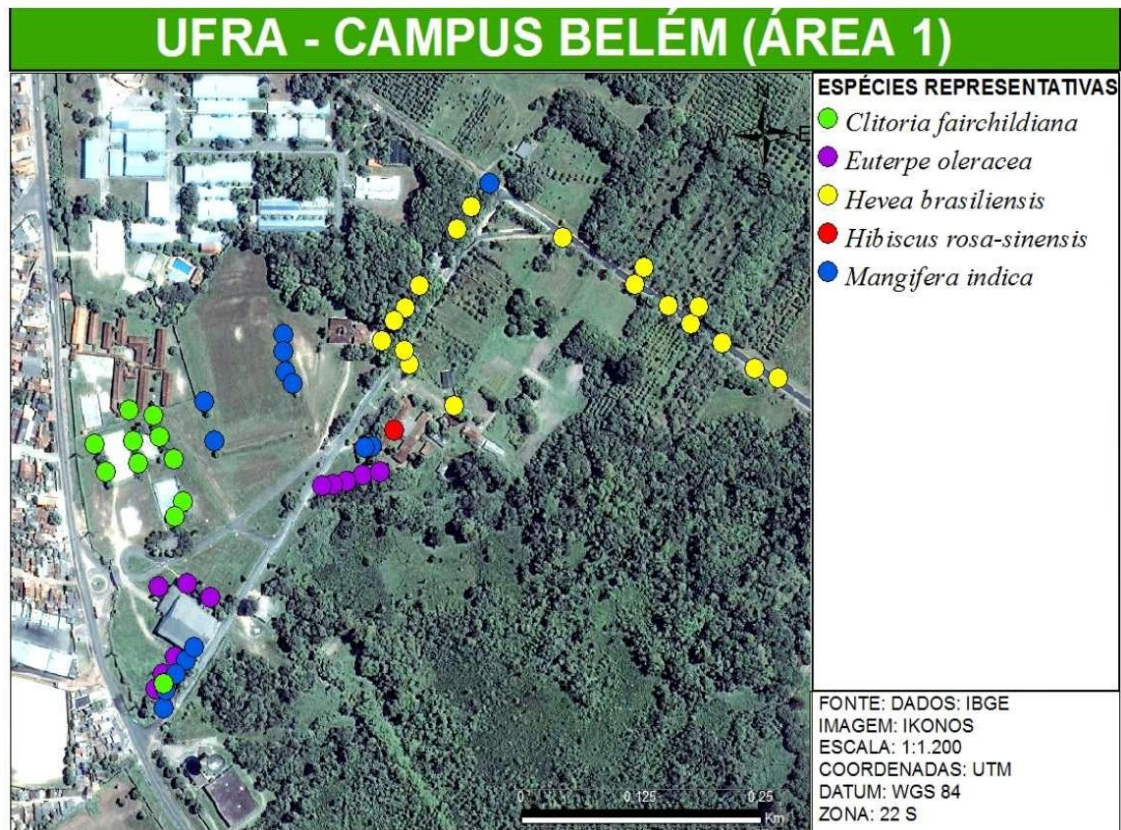 UFRA - CAMPUS BELÉM (ÁREA 1)
ESPÉCIES REPRESENTATIVAS
Clitoria fairchildiana
Euterpe oleracea
Hevea brasiliensis
Hibiscus rosa-sinensis
Mangifera indica
N
W E
S
0 0.125 0.25
Km
FONTE: DADOS: IBGE
IMAGEM: IKONOS
ESCALA: 1:1.200
COORDENADAS: UTM
DATUM: WGS 84
ZONA: 22 S